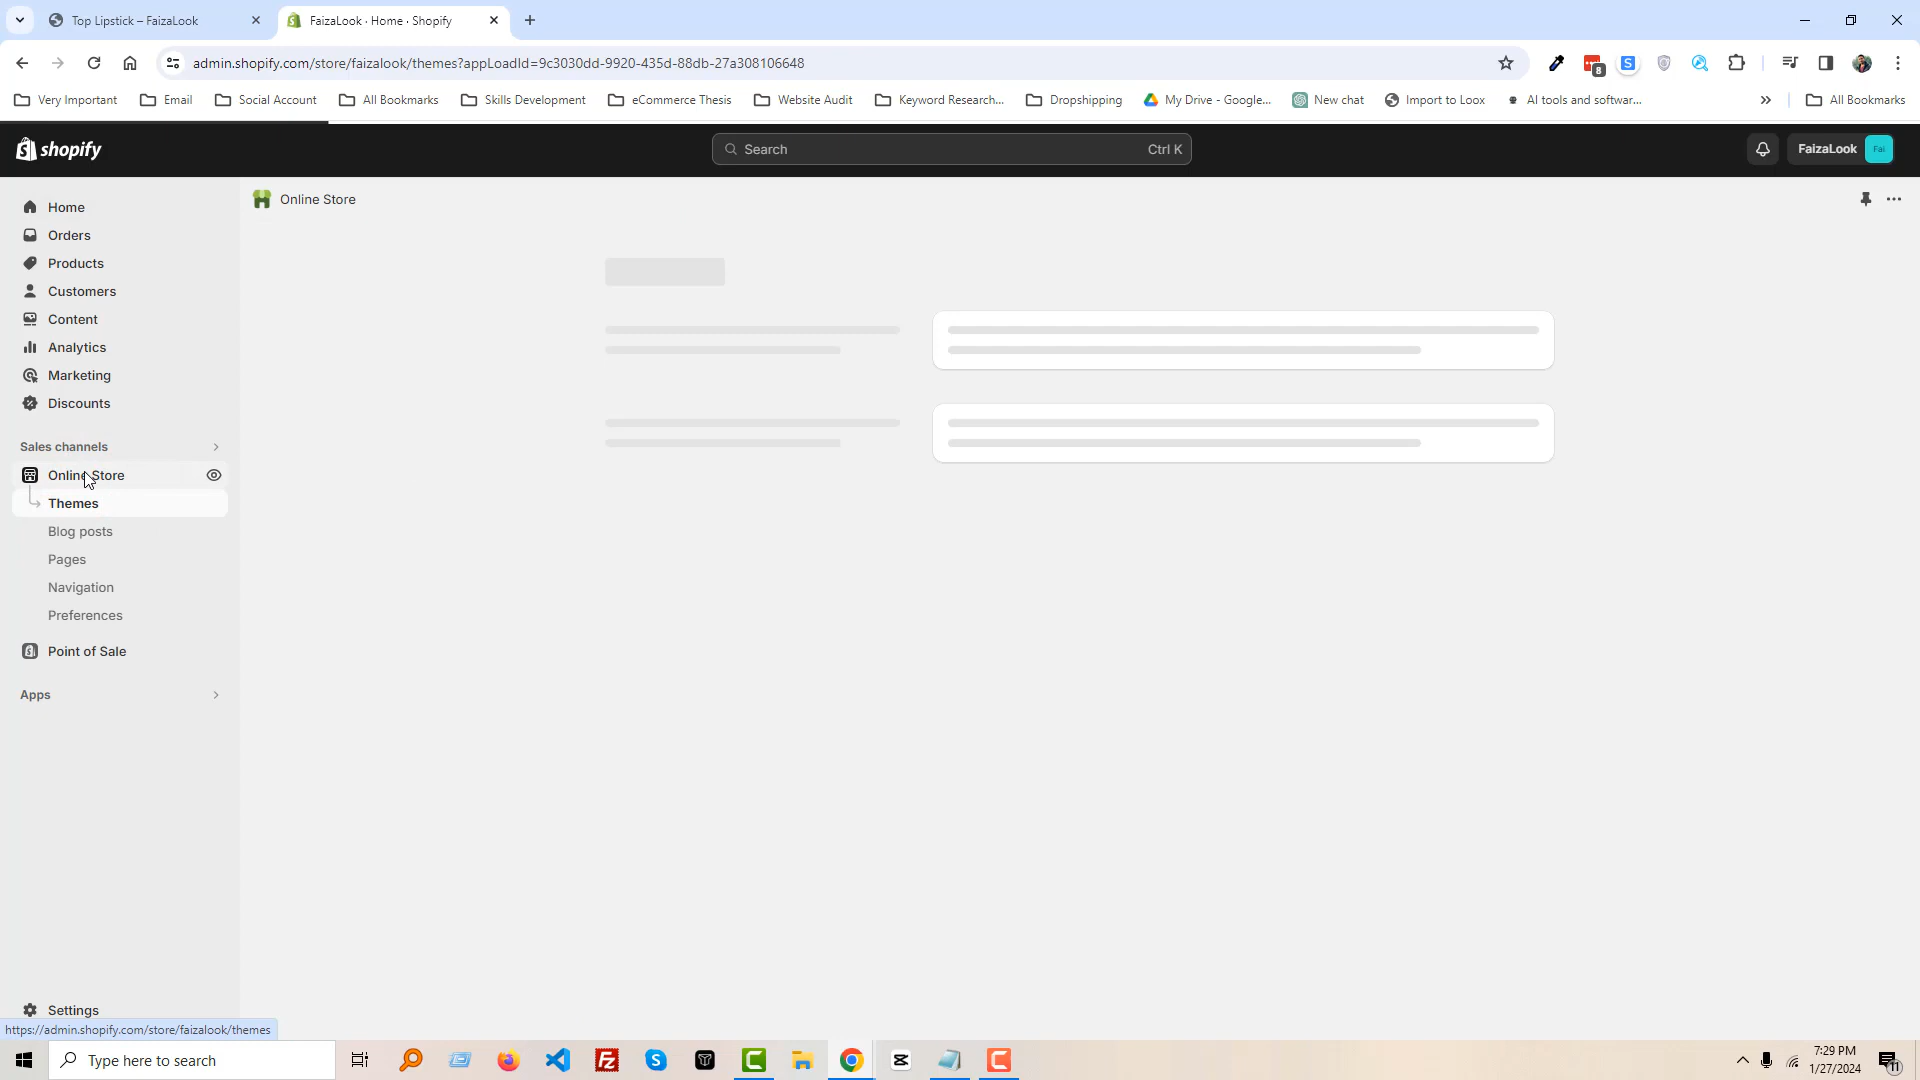 Top Lipstick – FaizaLook
FaizaLook · Home · Shopify
admin.shopify.com/store/faizalook/themes?appLoadId=9c3030dd-9920-435d-88db-27a308106648
8
S
Very Important
Email
Social Account
All Bookmarks
Skills Development
eCommerce Thesis
Website Audit
Keyword Research...
Dropshipping
My Drive - Google...
New chat
Import to Loox
AI tools and softwar...
All Bookmarks
shopify
Search
Ctrl K
FaizaLook
Fai
Home
Orders
Products
Customers
Content
Analytics
Marketing
Discounts
Sales channels
Online Store
Themes
Blog posts
Pages
Navigation
Preferences
Point of Sale
Apps
Settings
Online Store
https://admin.shopify.com/store/faizalook/themes
Type here to search
7:29 PM
1/27/2024
11